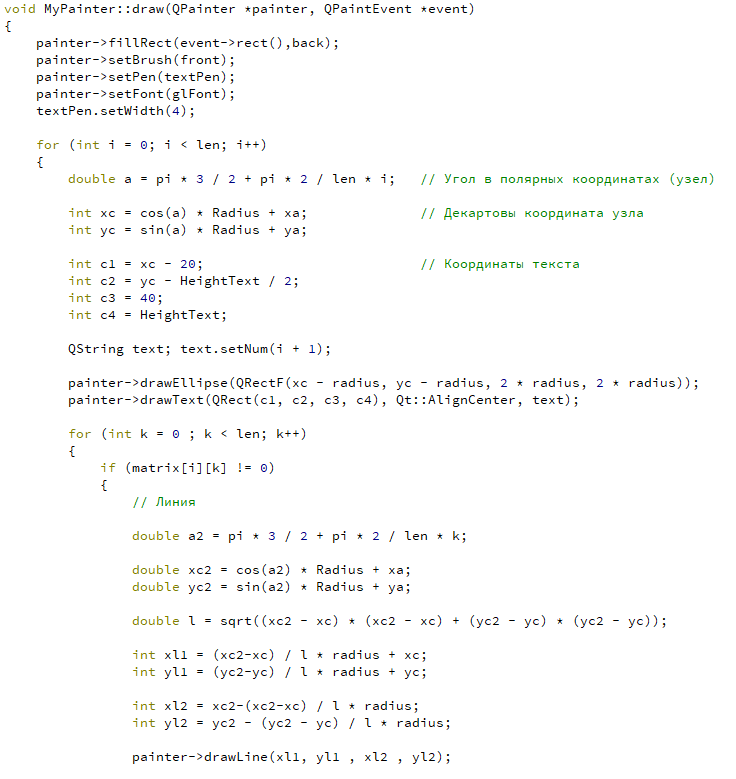 void MyPainter::draw(QPainter *painter, QPaintEvent *event)
{
    painter->fillRect(event->rect(),back);
    painter->setBrush(front);
    painter->setPen(textPen);
    painter->setFont(glFont);
    textPen.setWidth(4);

    for (int i = 0; i < len; i++)
    {
        double a = pi * 3 / 2 + pi * 2 / len * i;   // Угол в полярных координатах (узел)

        int xc = cos(a) * Radius + xa;              // Декартовы координата узла
        int yc = sin(a) * Radius + ya;

        int c1 = xc - 20;                           // Координаты текста
        int c2 = yc - HeightText / 2;
        int c3 = 40;
        int c4 = HeightText;

        QString text; text.setNum(i + 1);

        painter->drawEllipse(QRectF(xc - radius, yc - radius, 2 * radius, 2 * radius));
        painter->drawText(QRect(c1, c2, c3, c4), Qt::AlignCenter, text);

        for (int k = 0 ; k < len; k++)
        {
            if (matrix[i][k] != 0)
            {
                // Линия

                double a2 = pi * 3 / 2 + pi * 2 / len * k;

                double xc2 = cos(a2) * Radius + xa;
                double yc2 = sin(a2) * Radius + ya;

                double l = sqrt((xc2 - xc) * (xc2 - xc) + (yc2 - yc) * (yc2 - yc));

                int xl1 = (xc2-xc) / l * radius + xc;
                int yl1 = (yc2-yc) / l * radius + yc;

                int xl2 = xc2-(xc2-xc) / l * radius;
                int yl2 = yc2 - (yc2 - yc) / l * radius;

                painter->drawLine(xl1, yl1 , xl2 , yl2);